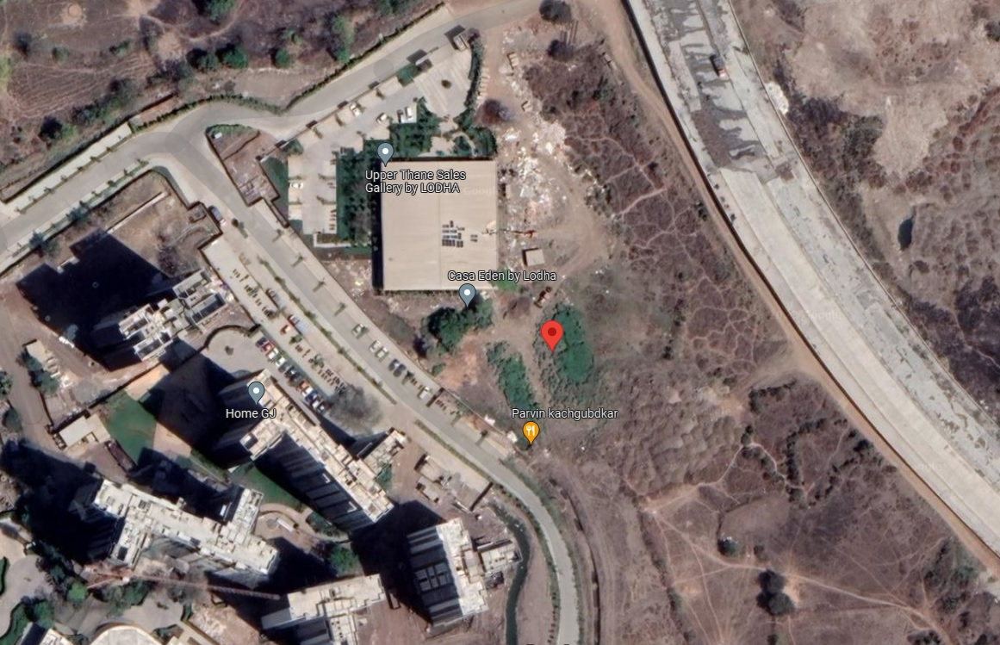 Upper Thane Sales
Gallery by LODHA
Casa Eden by Lodha
Home GJ
Parvin kachgubdkar